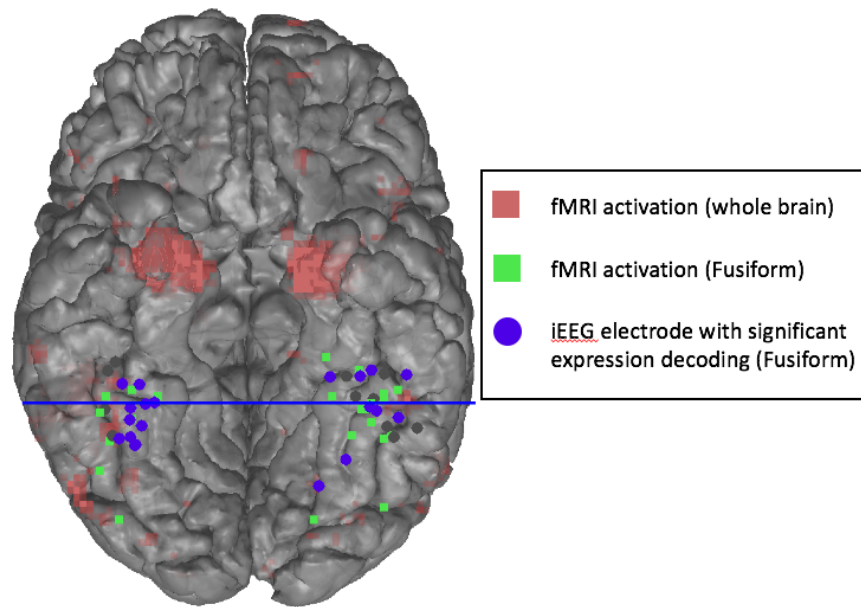 fMRI activation (whole brain)
fMRI activation (Fusiform)
iEEG electrode with significant
expression decoding (Fusiform)